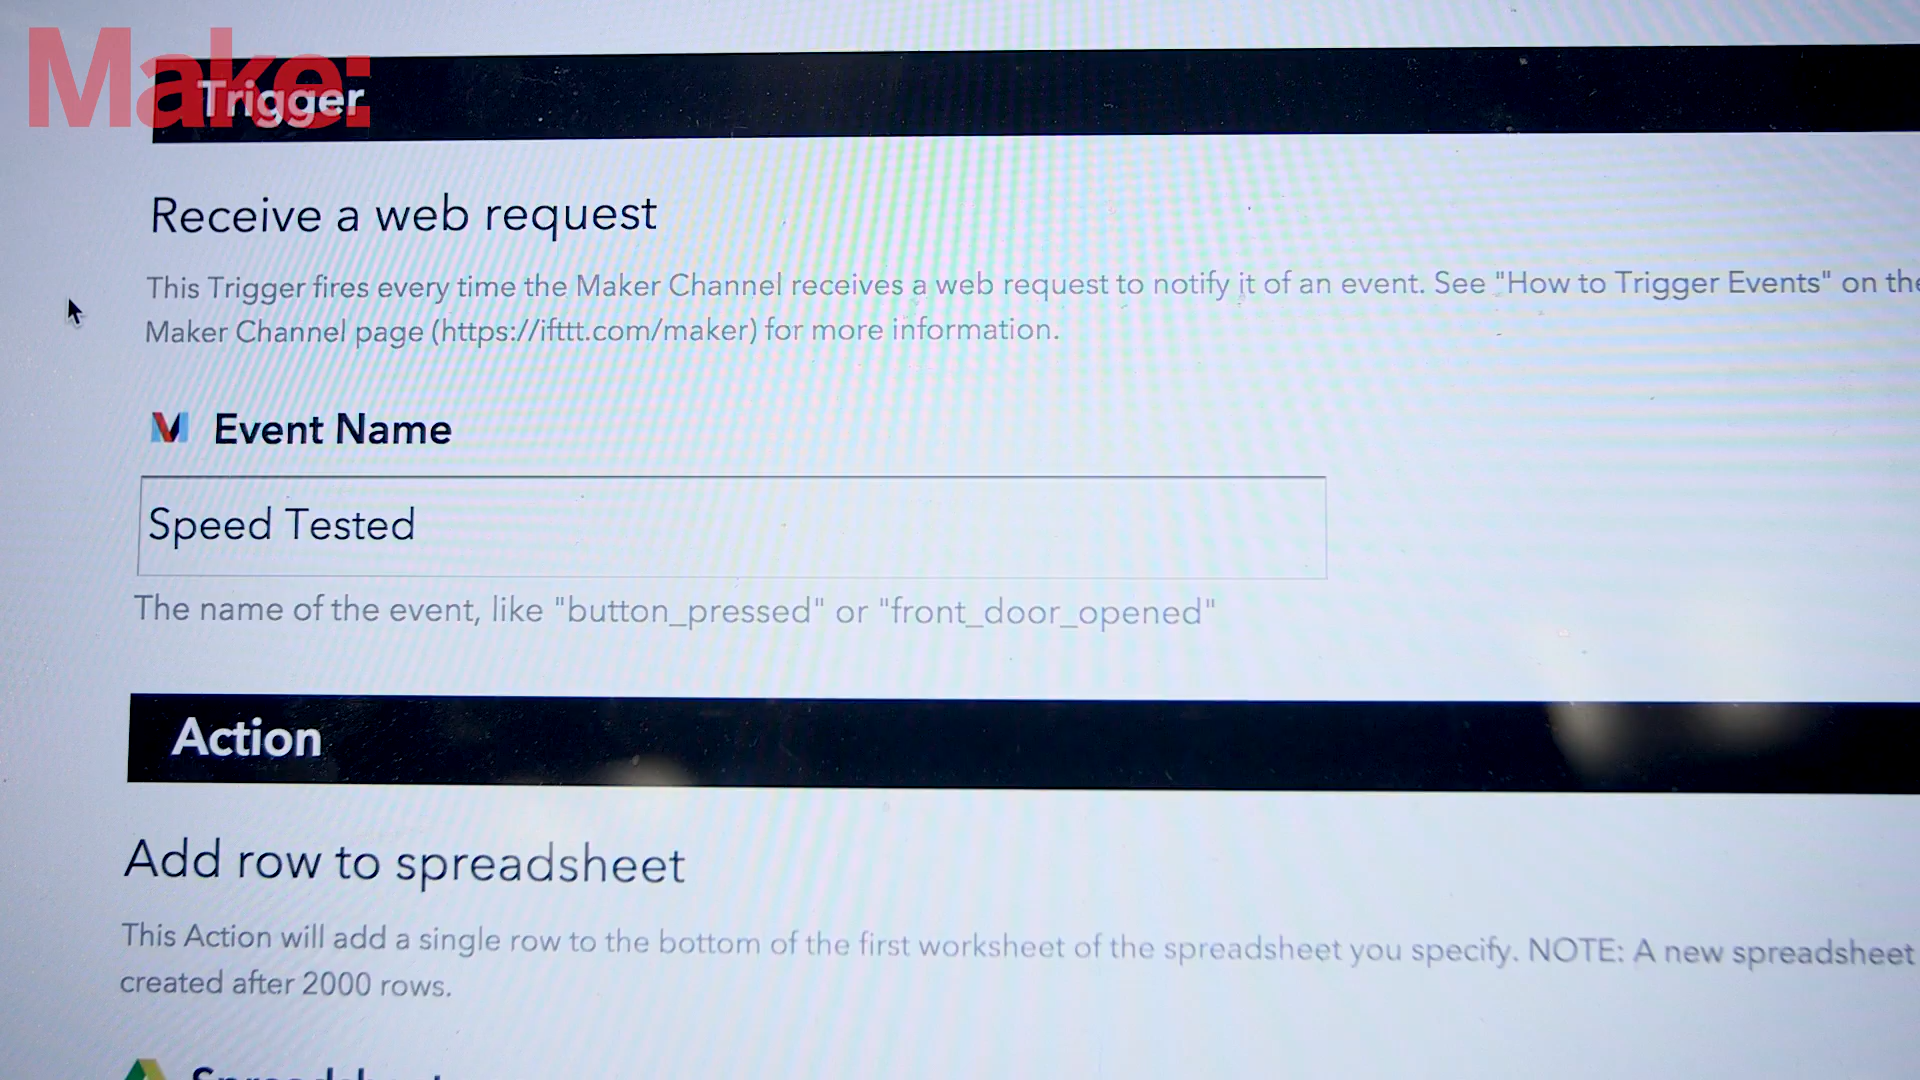 Make:
Trigger
Receive a web request
This Trigger fires every time the Maker Channel receives a web request to notify it of an event. See "How to Trigger Events" on the
Maker Channel page (https://ifttt.com/maker) for more information.
Event Name
Speed Tested
The name of the event, like "button_pressed" or "front_door_opened"
Action
Add row to spreadsheet
This Action will add a single row to the bottom of the first worksheet of the spreadsheet you specify. NOTE: A new spreadsheet
created after 2000 rows.